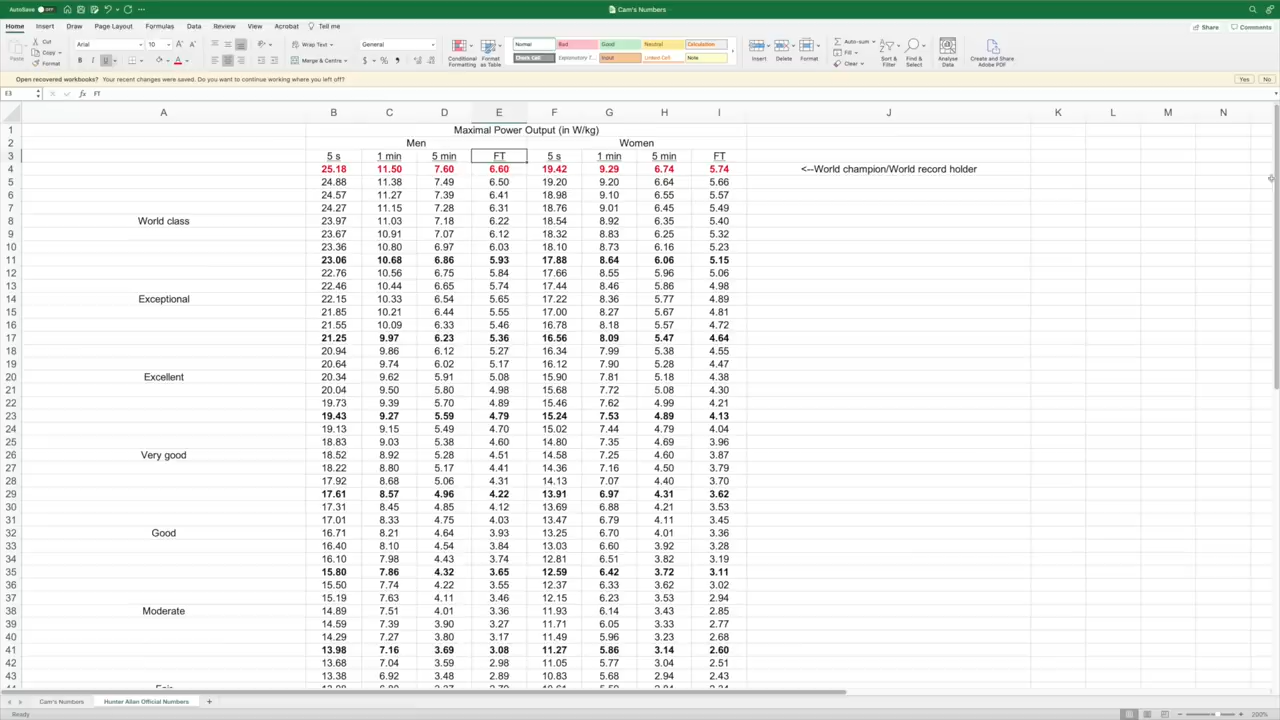 AutoSave OFF Cam's Numbers
Home Insert Draw Page Layout Formulas Data Review View Acrobat Tell me Share Comments
Paste Cut Copy Format Arial 10 Wrap Text Merge & Centre General Conditional Formatting Format as Table Normal Bad Good Neutral Calculation Check Cell Explanatory T... Input Linked Cell Note Insert Delete Format Auto-sum Fill Clear Sort & Filter Find & Select Analyse Data Create and Share Adobe PDF
Open recovered workbooks? Your recent changes were saved. Do you want to continue working where you left off? Yes No
E3 fx FT
A B C D E F G H I J K L M N
1 Maximal Power Output (in W/kg)
2 Men Women
3 5 s 1 min 5 min FT 5 s 1 min 5 min FT
4 25.18 11.50 7.60 6.60 19.42 9.29 6.74 5.74 <--World champion/World record holder
5 24.88 11.38 7.49 6.50 19.20 9.20 6.64 5.66
6 24.57 11.27 7.39 6.41 18.98 9.10 6.55 5.57
7 24.27 11.15 7.28 6.31 18.76 9.01 6.45 5.49
8 World class 23.97 11.03 7.18 6.22 18.54 8.92 6.35 5.40
9 23.67 10.91 7.07 6.12 18.32 8.83 6.25 5.32
10 23.36 10.80 6.97 6.03 18.10 8.73 6.16 5.23
11 23.06 10.68 6.86 5.93 17.88 8.64 6.06 5.15
12 22.76 10.56 6.75 5.84 17.66 8.55 5.96 5.06
13 22.46 10.44 6.65 5.74 17.44 8.46 5.86 4.98
14 Exceptional 22.15 10.33 6.54 5.65 17.22 8.36 5.77 4.89
15 21.85 10.21 6.44 5.55 17.00 8.27 5.67 4.81
16 21.55 10.09 6.33 5.46 16.78 8.18 5.57 4.72
17 21.25 9.97 6.23 5.36 16.56 8.09 5.47 4.64
18 20.94 9.86 6.12 5.27 16.34 7.99 5.38 4.55
19 20.64 9.74 6.02 5.17 16.12 7.90 5.28 4.47
20 Excellent 20.34 9.62 5.91 5.08 15.90 7.81 5.18 4.38
21 20.04 9.50 5.80 4.98 15.68 7.72 5.08 4.30
22 19.73 9.39 5.70 4.89 15.46 7.62 4.99 4.21
23 19.43 9.27 5.59 4.79 15.24 7.53 4.89 4.13
24 19.13 9.15 5.49 4.70 15.02 7.44 4.79 4.04
25 18.83 9.03 5.38 4.60 14.80 7.35 4.69 3.96
26 Very good 18.52 8.92 5.28 4.51 14.58 7.25 4.60 3.87
27 18.22 8.80 5.17 4.41 14.36 7.16 4.50 3.79
28 17.92 8.68 5.06 4.31 14.13 7.07 4.40 3.70
29 17.61 8.57 4.96 4.22 13.91 6.97 4.31 3.62
30 17.31 8.45 4.85 4.12 13.69 6.88 4.21 3.53
31 17.01 8.33 4.75 4.03 13.47 6.79 4.11 3.45
32 Good 16.71 8.21 4.64 3.93 13.25 6.70 4.01 3.36
33 16.40 8.10 4.54 3.84 13.03 6.60 3.92 3.28
34 16.10 7.98 4.43 3.74 12.81 6.51 3.82 3.19
35 15.80 7.86 4.32 3.65 12.59 6.42 3.72 3.11
36 15.50 7.74 4.22 3.55 12.37 6.33 3.62 3.02
37 15.19 7.63 4.11 3.46 12.15 6.23 3.53 2.94
38 Moderate 14.89 7.51 4.01 3.36 11.93 6.14 3.43 2.85
39 14.59 7.39 3.90 3.27 11.71 6.05 3.33 2.77
40 14.29 7.27 3.80 3.17 11.49 5.96 3.23 2.68
41 13.98 7.16 3.69 3.08 11.27 5.86 3.14 2.60
42 13.68 7.04 3.59 2.98 11.05 5.77 3.04 2.51
43 13.38 6.92 3.48 2.89 10.83 5.68 2.94 2.43
Cam's Numbers Hunter Allen Official Numbers
Ready 200%